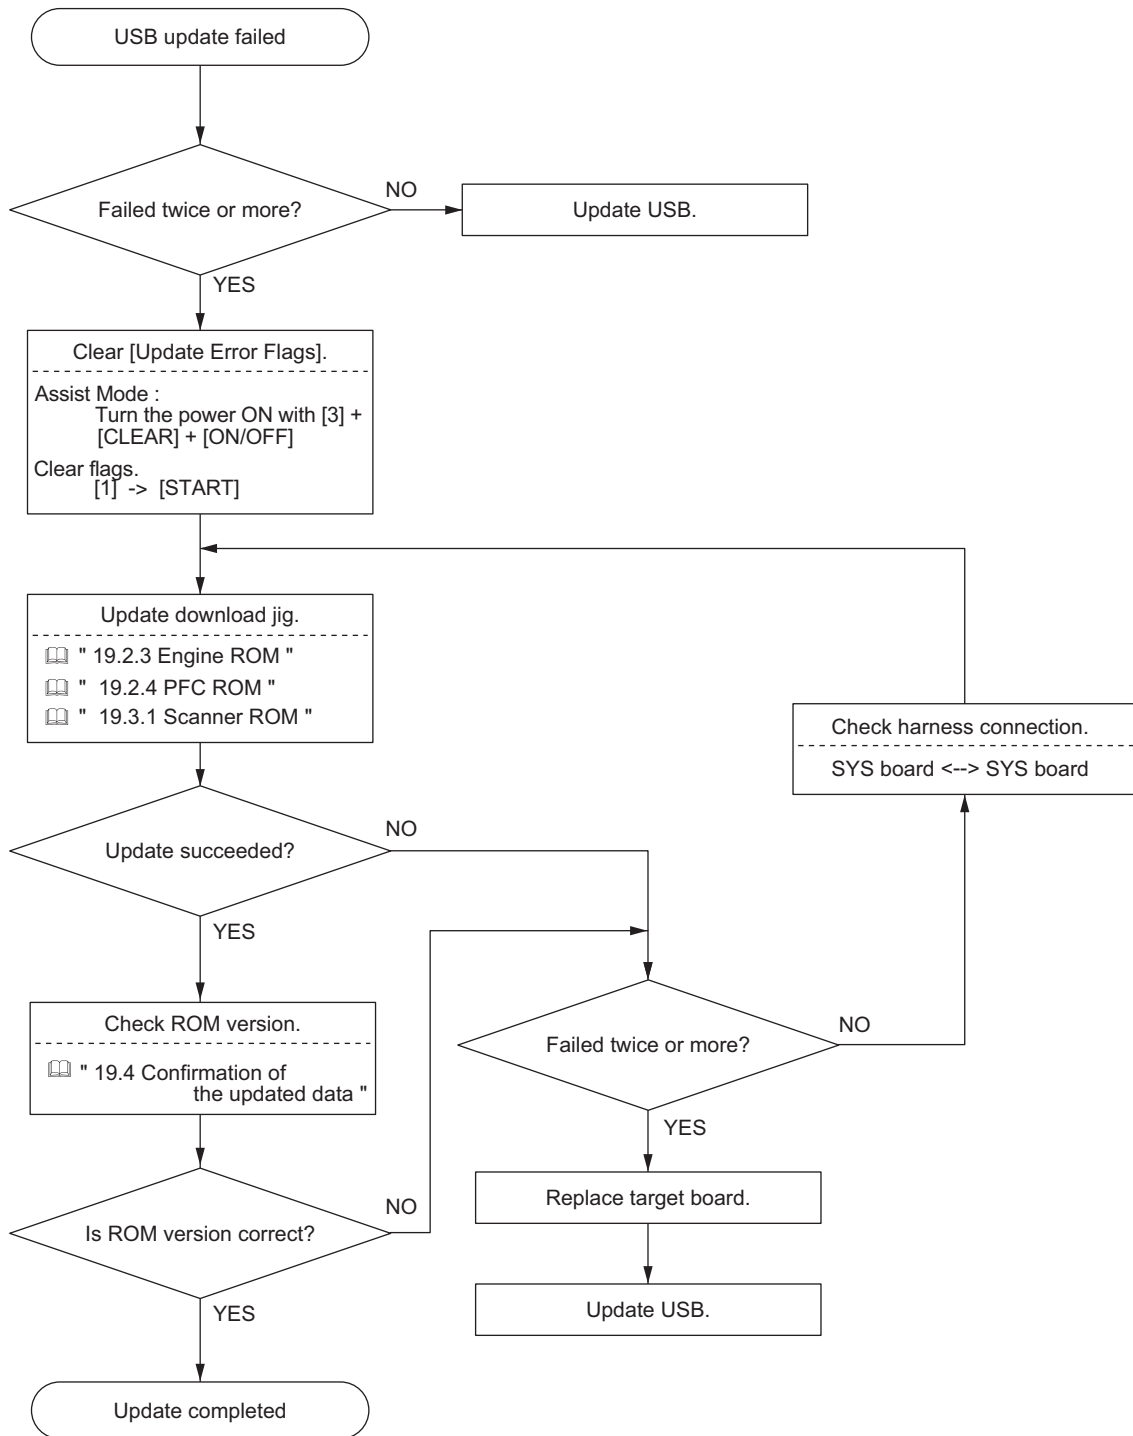 USB update failed
Failed twice or more?
NO
Update USB.
YES
Clear [Update Error Flags].
Assist Mode :
Turn the power ON with [3] +
[CLEAR] + [ON/OFF]
Clear flags.
[1] -> [START]
Update download jig.
" 19.2.3 Engine ROM "
" 19.2.4 PFC ROM "
" 19.3.1 Scanner ROM "
Check harness connection.
SYS board <--> SYS board
Update succeeded?
NO
YES
Check ROM version.
" 19.4 Confirmation of
the updated data "
Failed twice or more?
NO
YES
Replace target board.
Is ROM version correct?
NO
YES
Update USB.
Update completed